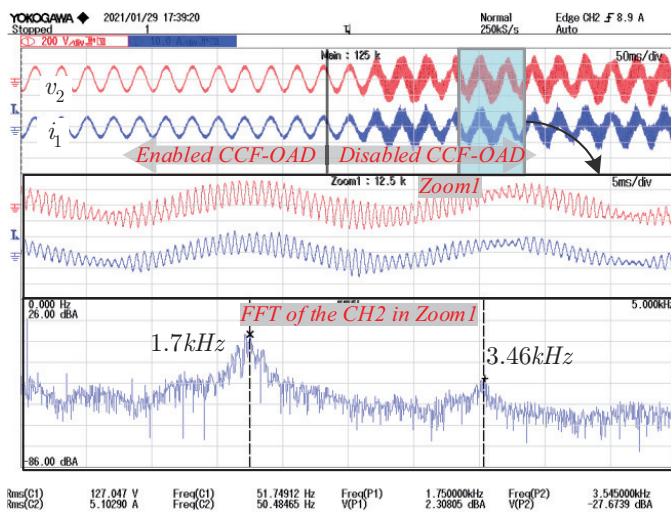 YOKOGAWA ◆ 2021/01/29 17:39:20 Normal Edge CH2 8.9 A
Stopped 1 250kS/s Auto
1 200 V/div 10.0 A/div
Main : 125 k 50ms/div
v2
i1
Enabled CCF-OAD Disabled CCF-OAD
Zoom1 : 12.5 k Zoom1 5ms/div
0.000 Hz FFT of the CH2 in Zoom1 5.000kHz
26.00 dBA
1.7kHz
3.46kHz
-86.00 dBA
Rms(C1) 127.047 V Freq(C1) 51.74912 Hz Freq(P1) 1.750000kHz Freq(P2) 3.545000kHz
Rms(C2) 5.10290 A Freq(C2) 50.48465 Hz V(P1) 2.30805 dBA V(P2) -27.6739 dBA